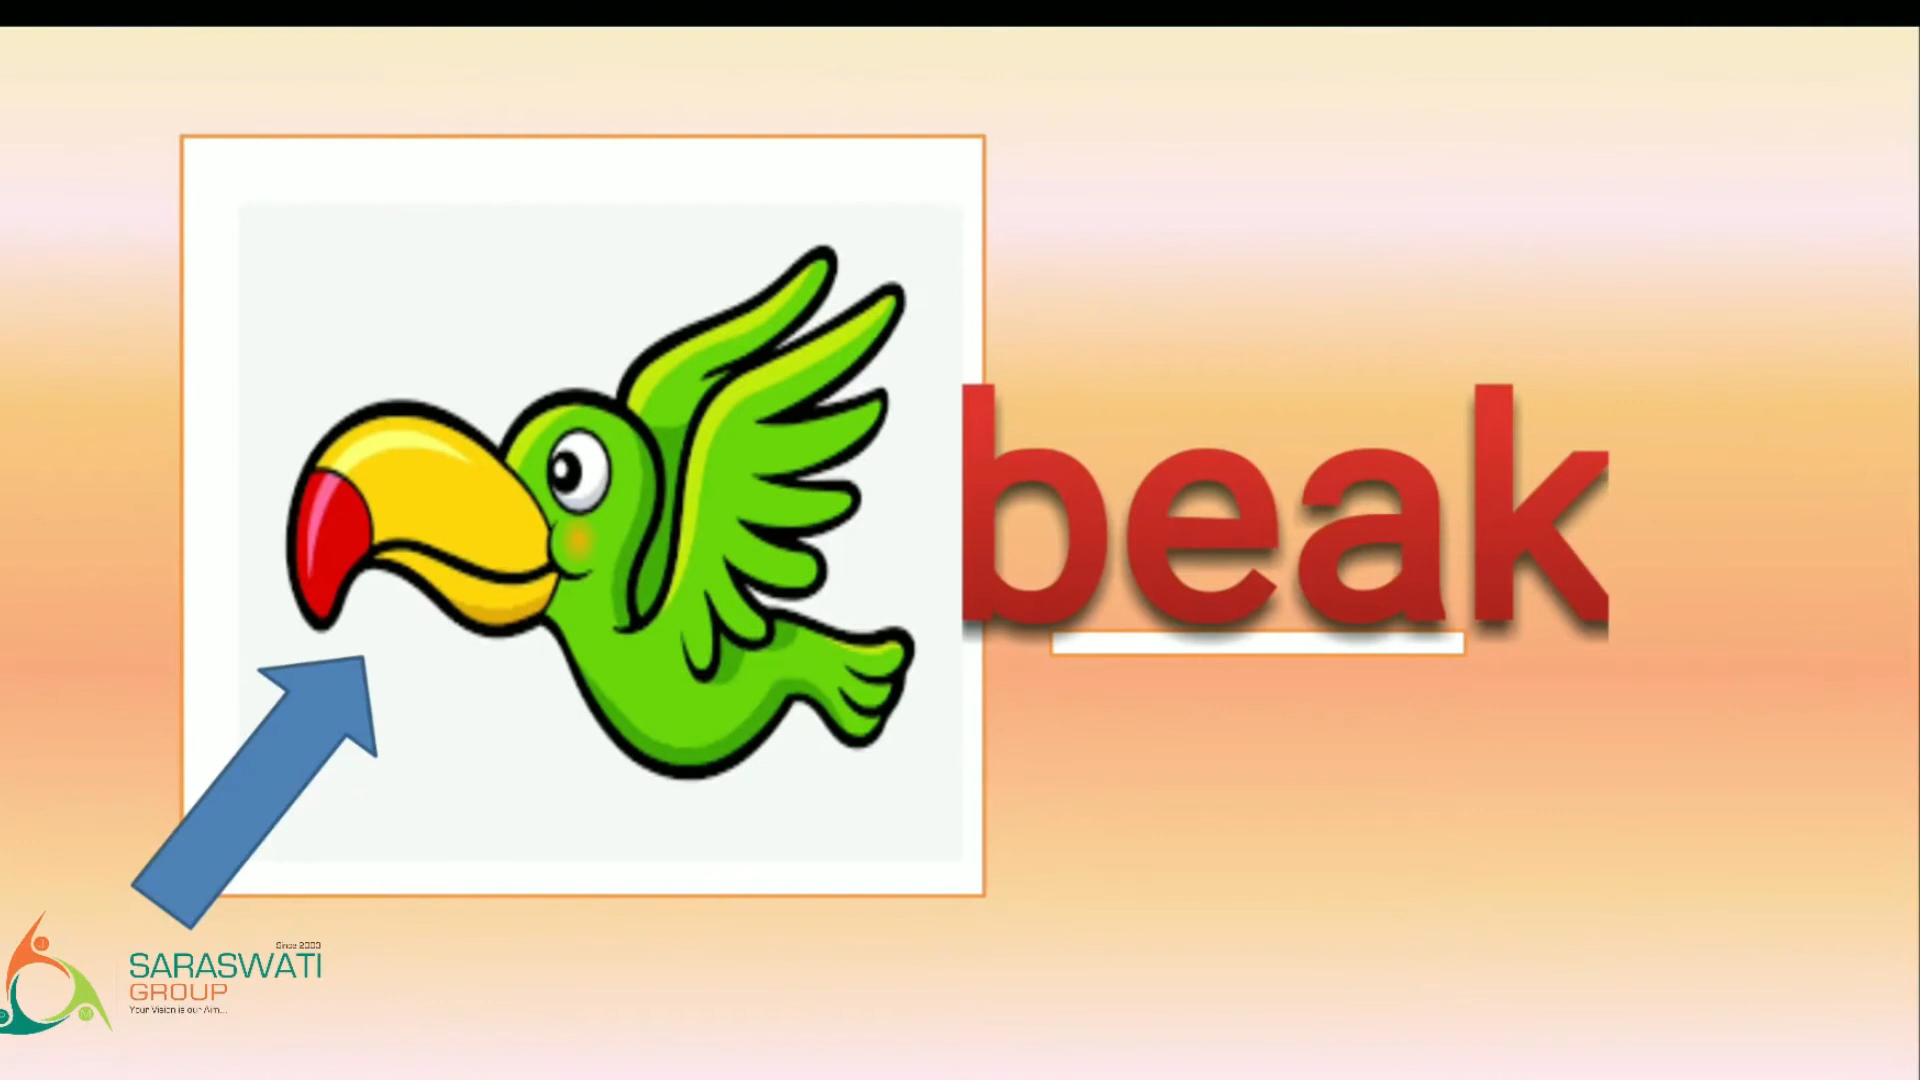 beak
Since 2000
SARASWATI
GROUP
Your Vision is our Aim...